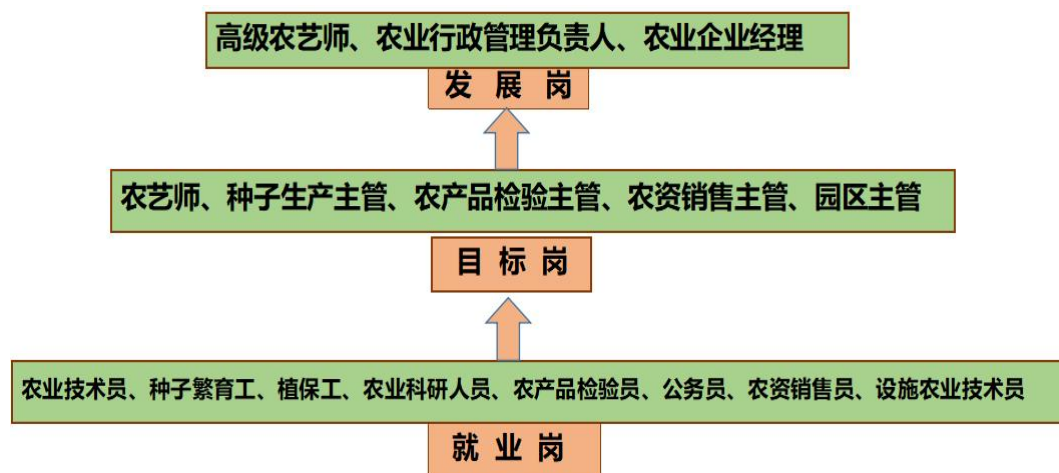 高级农艺师、农业行政管理负责人、农业企业经理
发 展 岗
农艺师、种子生产主管、农产品检验主管、农资销售主管、园区主管
目 标 岗
农业技术员、种子繁育工、植保工、农业科研人员、农产品检验员、公务员、农资销售员、设施农业技术员
就 业 岗